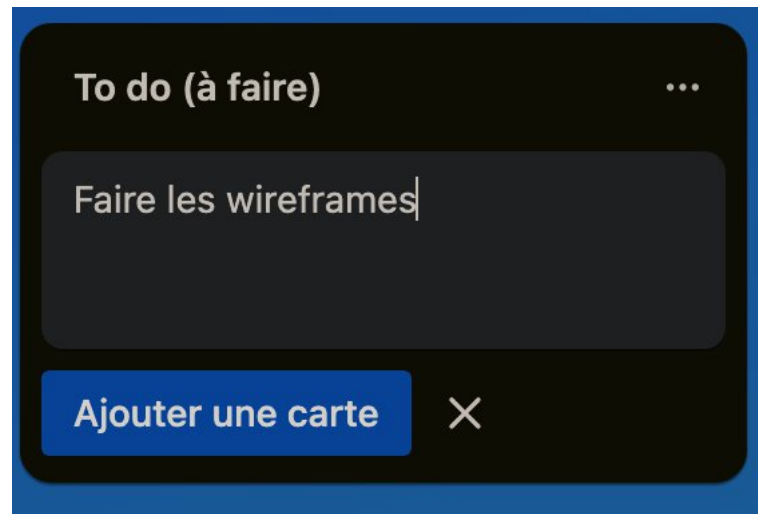 To do (à faire)
Faire les wireframes
Ajouter une carte